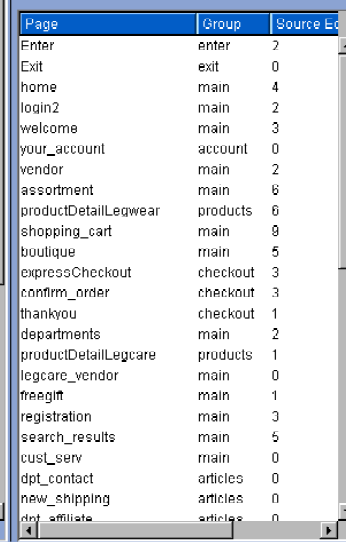 Page Group Source Ed
Enter enter 2
Exit exit 0
home main 4
login2 main 2
welcome main 3
your_account account 0
vendor main 2
assortment main 6
productDetailLegwear products 6
shopping_cart main 9
boutique main 5
expressCheckout checkout 3
confirm_order checkout 3
thankyou checkout 1
departments main 2
productDetailLegcare products 1
legcare_vendor main 0
freegift main 1
registration main 3
search_results main 5
cust_serv main 0
dpt_contact articles 0
new_shipping articles 0
dpt_affiliate articles 0